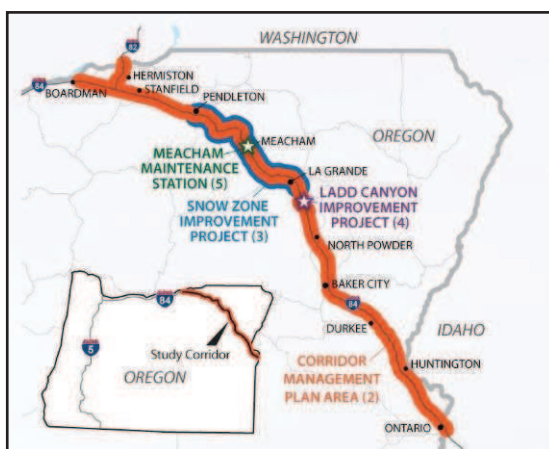 WASHINGTON
82
84
HERMISTON
STANFIELD
BOARDMAN
PENDLETON
OREGON
MEACHAM
MEACHAM
MAINTENANCE
STATION (5)
LA GRANDE
LADD CANYON
IMPROVEMENT
PROJECT (4)
SNOW ZONE
IMPROVEMENT
PROJECT (3)
NORTH POWDER
BAKER CITY
84
DURKEE
IDAHO
HUNTINGTON
CORRIDOR
MANAGEMENT
PLAN AREA (2)
ONTARIO
84
5
Study Corridor
OREGON